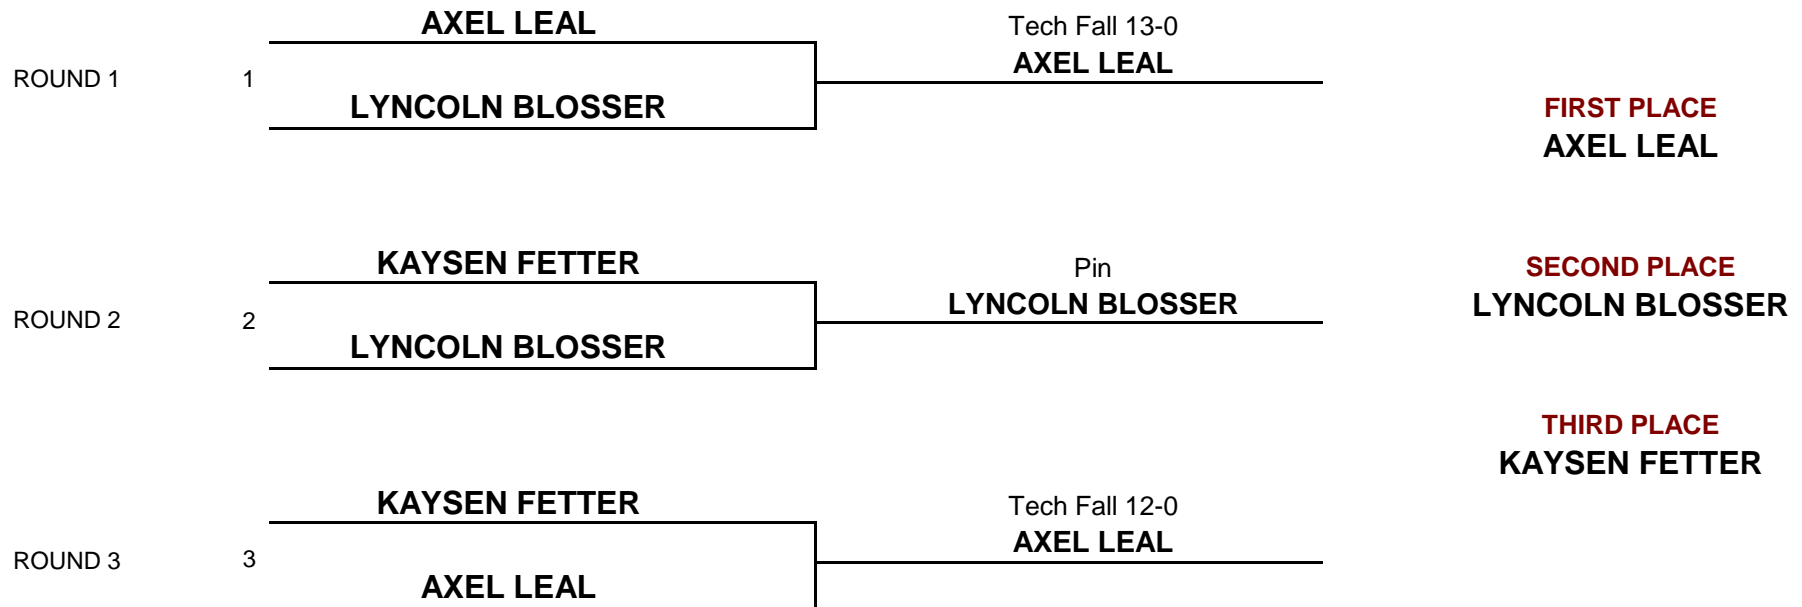 AXEL LEAL
Tech Fall 13-0
AXEL LEAL
ROUND 1
1
LYNCOLN BLOSSER
FIRST PLACE
AXEL LEAL
KAYSEN FETTER
Pin
LYNCOLN BLOSSER
SECOND PLACE
LYNCOLN BLOSSER
ROUND 2
2
LYNCOLN BLOSSER
THIRD PLACE
KAYSEN FETTER
KAYSEN FETTER
Tech Fall 12-0
AXEL LEAL
ROUND 3
3
AXEL LEAL